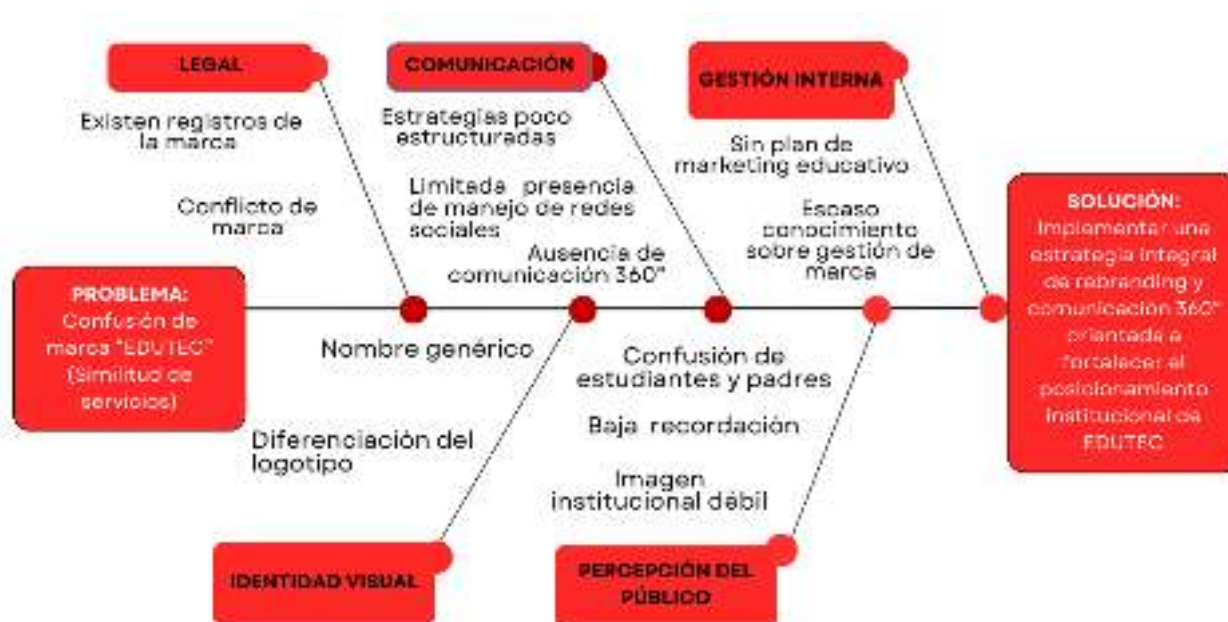 LEGAL
Existen registros de
la marca
Conflicto de
marca
COMUNICACIÓN
Estrategias poco
estructuradas
Limitada presencia
de manejo de redes
sociales
Ausencia de
comunicación 360°
GESTIÓN INTERNA
Sin plan de
marketing educativo
Escaso
conocimiento
sobre gestión de
marca
PROBLEMA:
Confusión de
marca "EDUTEC"
(Similitud de
servicios)
SOLUCIÓN:
Implementar una
estrategia integral
de rebranding y
comunicación 360°
orientada a
fortalecer el
posicionamiento
institucional de
EDUTEC
Nombre genérico
Diferenciación del
logotipo
IDENTIDAD VISUAL
Confusión de
estudiantes y padres
Baja recordación
Imagen
institucional débil
PERCEPCIÓN DEL
PÚBLICO